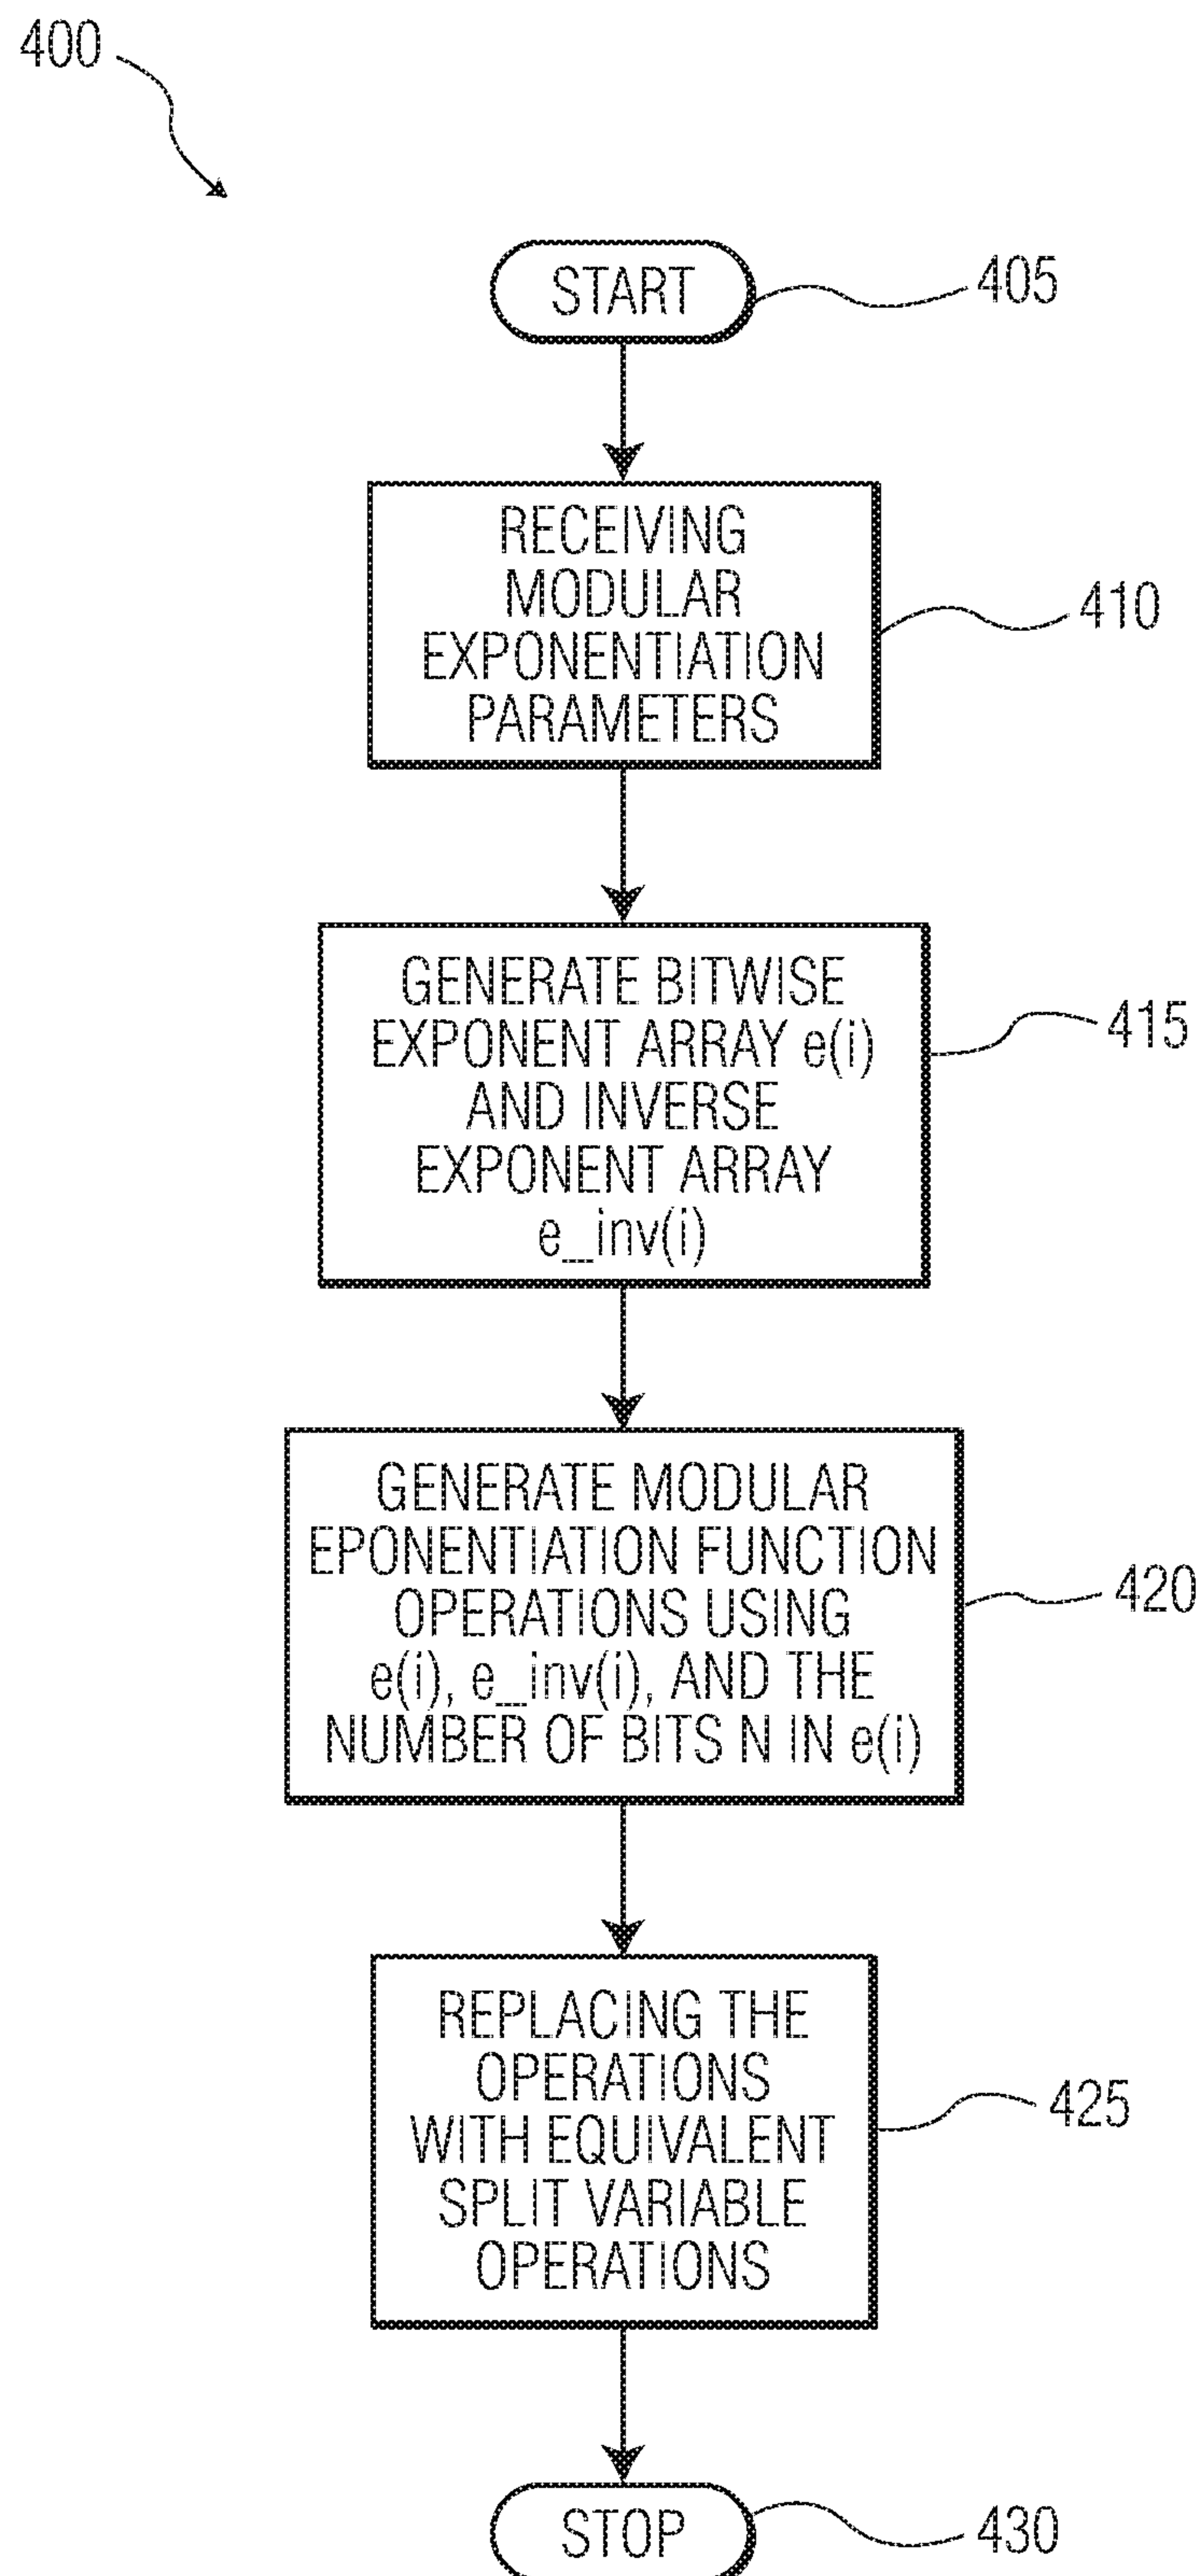 400
START
405
RECEIVING
MODULAR
EXPONENTIATION
PARAMETERS
410
GENERATE BITWISE
EXPONENT ARRAY e(i)
AND INVERSE
EXPONENT ARRAY
e_inv(i)
415
GENERATE MODULAR
EPONENTIATION FUNCTION
OPERATIONS USING
e(i), e_inv(i), AND THE
NUMBER OF BITS N IN e(i)
420
REPLACING THE
OPERATIONS
WITH EQUIVALENT
SPLIT VARIABLE
OPERATIONS
425
STOP
430